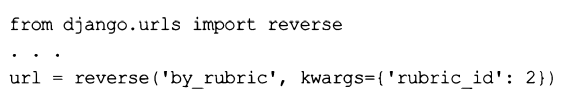 from django.urls import reverse
. . .
url = reverse('by_rubric', kwargs={'rubric_id': 2})